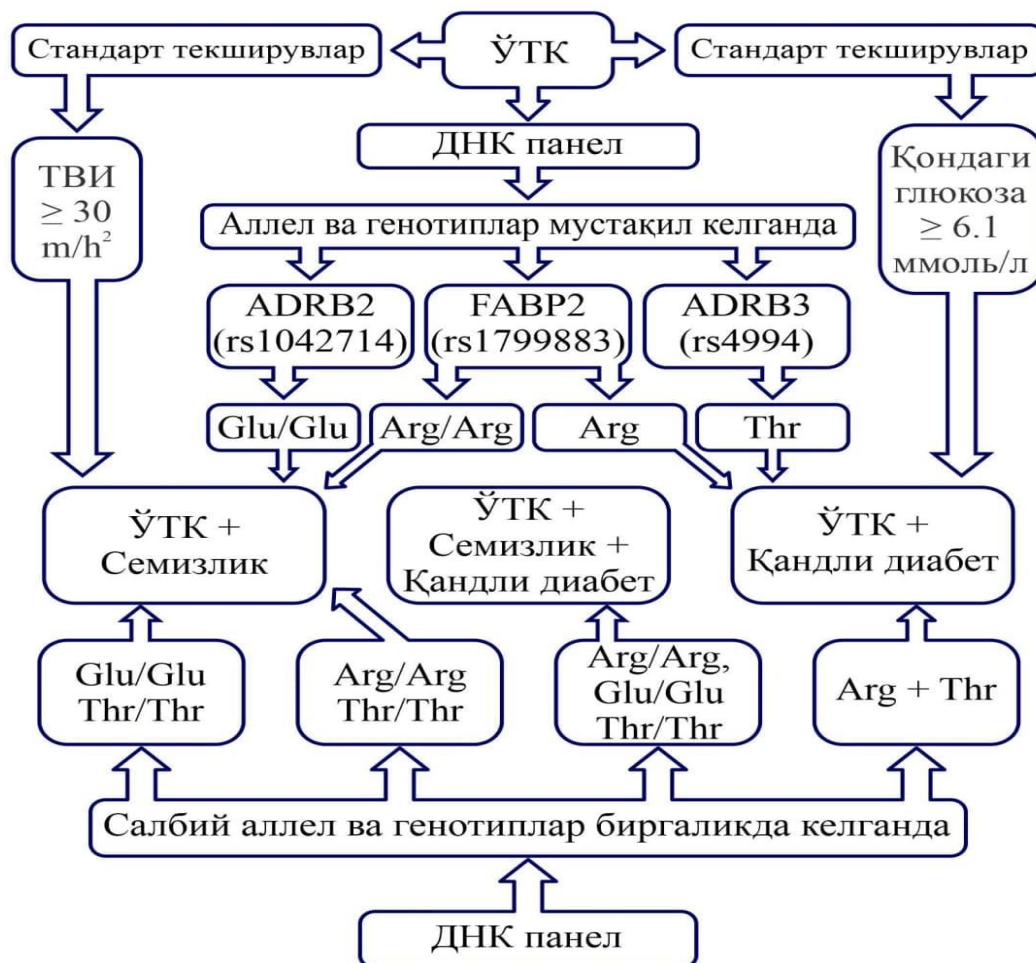 Стандарт текширувлар
ЎТК
Стандарт текширувлар
ДНК панел
ТВИ
≥ 30
m/h²
Қондаги
глюкоза
≥ 6.1
ммоль/л
Аллел ва генотиплар мустақил келганда
ADRB2
(rs1042714)
FABP2
(rs1799883)
ADRB3
(rs4994)
Glu/Glu
Arg/Arg
Arg
Thr
ЎТК +
Семизлик
ЎТК +
Семизлик +
Қандли диабет
ЎТК +
Қандли диабет
Glu/Glu
Thr/Thr
Arg/Arg
Thr/Thr
Arg/Arg,
Glu/Glu
Thr/Thr
Arg + Thr
Салбий аллел ва генотиплар биргаликда келганда
ДНК панел